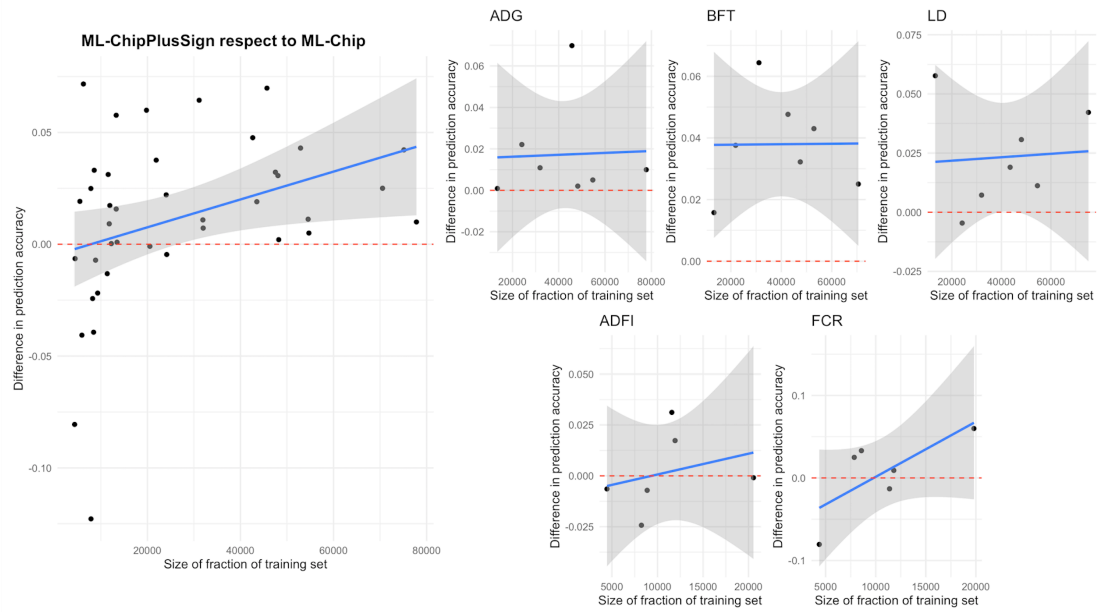 ML-ChipPlusSign respect to ML-Chip
Difference in prediction accuracy
0.05
0.00
-0.05
-0.10
20000 40000 60000 80000
Size of fraction of training set
ADG
Difference in prediction accuracy
0.06
0.04
0.02
0.00
-0.02
20000 40000 60000 80000
Size of fraction of training set
BFT
Difference in prediction accuracy
0.06
0.04
0.02
0.00
20000 40000 60000
Size of fraction of training set
LD
Difference in prediction accuracy
0.075
0.050
0.025
0.000
-0.025
20000 40000 60000
Size of fraction of training set
ADFI
Difference in prediction accuracy
0.050
0.025
0.000
-0.025
5000 10000 15000 20000
Size of fraction of training set
FCR
Difference in prediction accuracy
0.1
0.0
-0.1
5000 10000 15000 20000
Size of fraction of training set